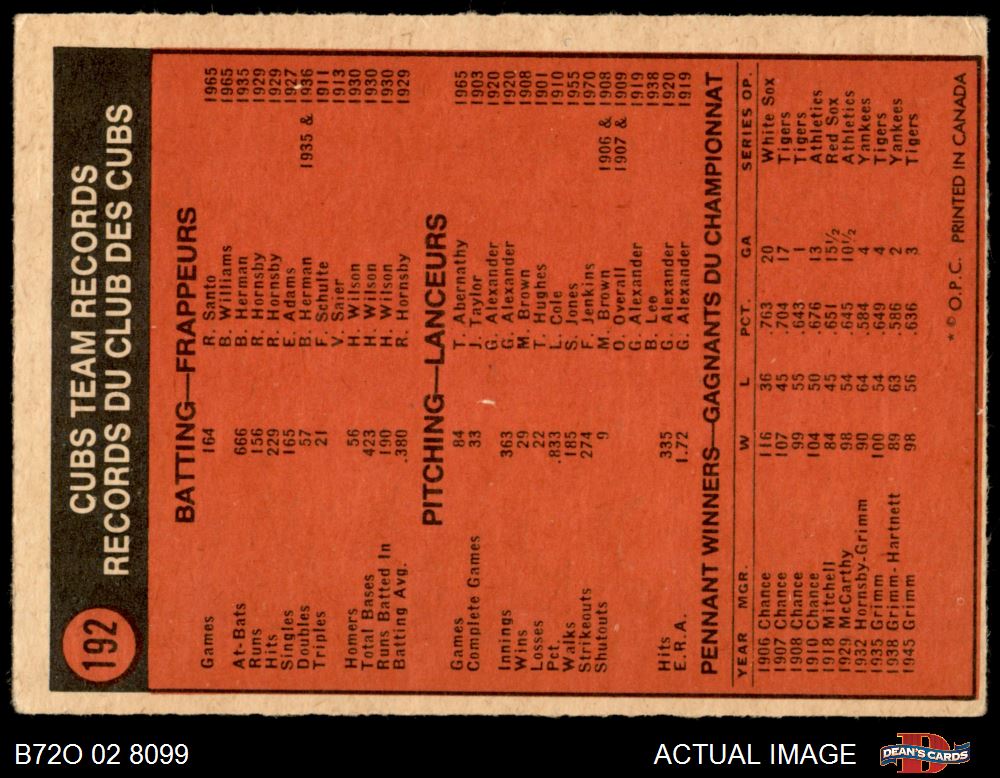 192
CUBS TEAM RECORDS
RECORDS DU CLUB DES CUBS
BATTING—FRAPPEURS
Games 164 R. Santo 1965
B. Williams 1965
At-Bats 666 B. Herman 1935
Runs 156 R. Hornsby 1929
Hits 229 R. Hornsby 1929
Singles 165 E. Adams 1927
Doubles 57 B. Herman 1935 & 1936
Triples 21 F. Schulte 1911
V. Saier 1913
Homers 56 H. Wilson 1930
Total Bases 423 H. Wilson 1930
Runs Batted In 190 H. Wilson 1930
Batting Avg. .380 R. Hornsby 1929
PITCHING—LANCEURS
Games 84 T. Abernathy 1965
Complete Games 33 J. Taylor 1903
G. Alexander 1920
Innings 363 G. Alexander 1920
Wins 29 M. Brown 1908
Losses 22 T. Hughes 1901
Pct. .833 L. Cole 1910
Walks 185 S. Jones 1955
Strikeouts 274 F. Jenkins 1970
Shutouts 9 M. Brown 1906 & 1908
O. Overall 1907 & 1909
G. Alexander 1919
B. Lee 1938
Hits 335 G. Alexander 1920
E.R.A. 1.72 G. Alexander 1919
PENNANT WINNERS—GAGNANTS DU CHAMPIONNAT
YEAR MGR. W L PCT. GA SERIES OP.
1906 Chance 116 36 .763 20 White Sox
1907 Chance 107 45 .704 17 Tigers
1908 Chance 99 55 .643 1 Tigers
1910 Chance 104 50 .676 13 Athletics
1918 Mitchell 84 45 .651 15½ Red Sox
1929 McCarthy 98 54 .645 10½ Athletics
1932 Hornsby-Grimm 90 64 .584 4 Yankees
1935 Grimm 100 54 .649 4 Tigers
1938 Grimm-Hartnett 89 63 .586 2 Yankees
1945 Grimm 98 56 .636 3 Tigers
*© O.P.C. PRINTED IN CANADA
B72O 02 8099
ACTUAL IMAGE
DEAN'S CARDS